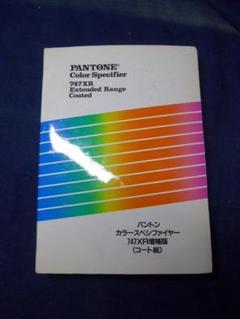 PANTONE®
Color Specifier
747XR
Extended Range
Coated
パントン
カラースペシファイヤー
747XR増補版
(コート紙)